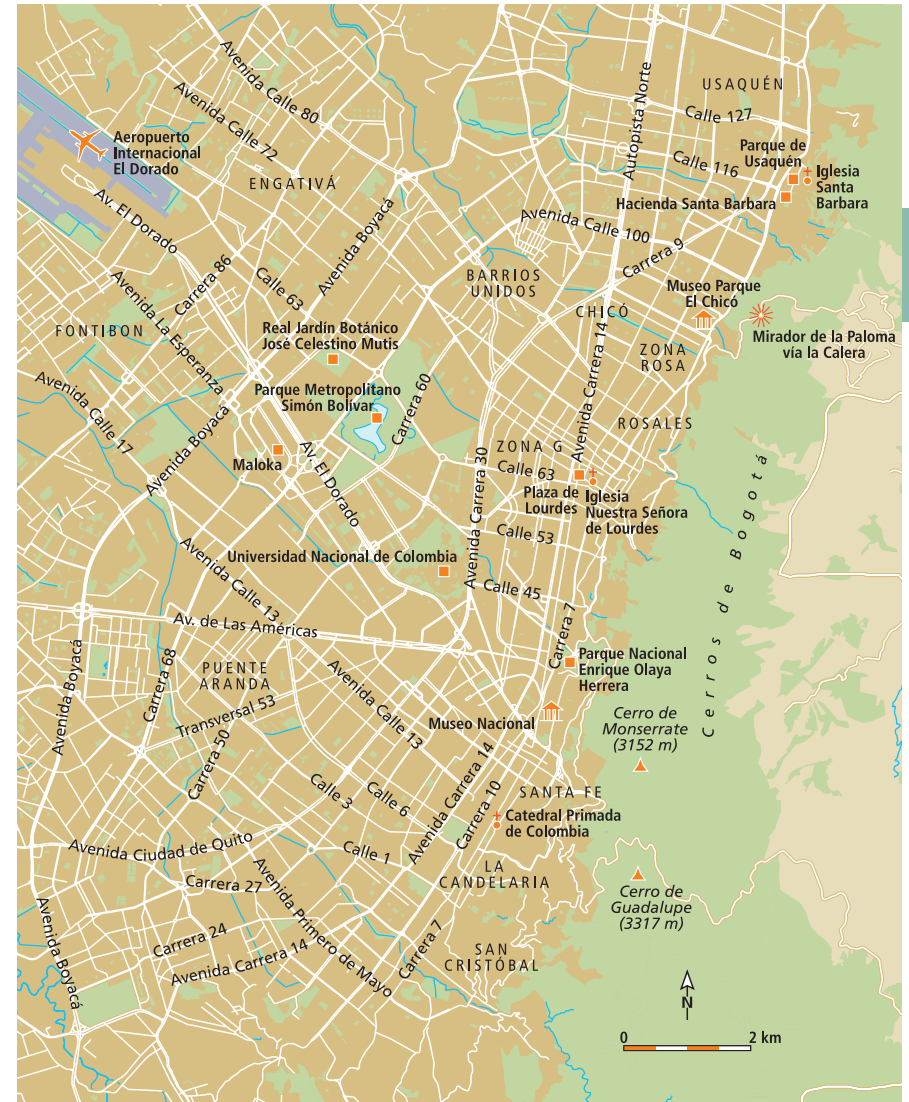 Avenida Calle 80
Avenida Calle 72
Aeropuerto
Internacional
El Dorado
ENGATIVÁ
Av. El Dorado
Carrera 86
Calle 63
Avenida Boyacá
Autopista Norte
USAQUÉN
Calle 127
Calle 116
Parque de
Usaquén
Iglesia
Santa
Barbara
Hacienda Santa Barbara
Avenida Calle 100
Carrera 9
BARRIOS
UNIDOS
CHICÓ
Museo Parque
El Chicó
Mirador de la Paloma
vía la Calera
ZONA
ROSA
Avenida La Esperanza
FONTIBON
Real Jardín Botánico
José Celestino Mutis
Parque Metropolitano
Simón Bolívar
Carrera 60
Avenida Carrera 14
ROSALES
Avenida Calle 17
Avenida Boyacá
Maloka
Av. El Dorado
ZONA G
Calle 63
Plaza de
Lourdes
Iglesia
Nuestra Señora
de Lourdes
Avenida Carrera 30
Calle 53
Cerros de Bogotá
Universidad Nacional de Colombia
Calle 45
Avenida Calle 13
Av. de Las Américas
Carrera 7
Parque Nacional
Enrique Olaya
Herrera
Avenida Boyacá
Carrera 68
PUENTE
ARANDA
Transversal 53
Avenida Calle 13
Museo Nacional
Cerro de
Monserrate
(3152 m)
Carrera 50
Calle 3
Calle 6
Avenida Carrera 14
Carrera 10
SANTA FE
Catedral Primada
de Colombia
Avenida Ciudad de Quito
Calle 1
LA
CANDELARIA
Carrera 27
Avenida Primero de Mayo
Cerro de
Guadalupe
(3317 m)
Avenida Boyacá
Carrera 24
Avenida Carrera 14
Carrera 7
SAN
CRISTÓBAL
N
0 2 km